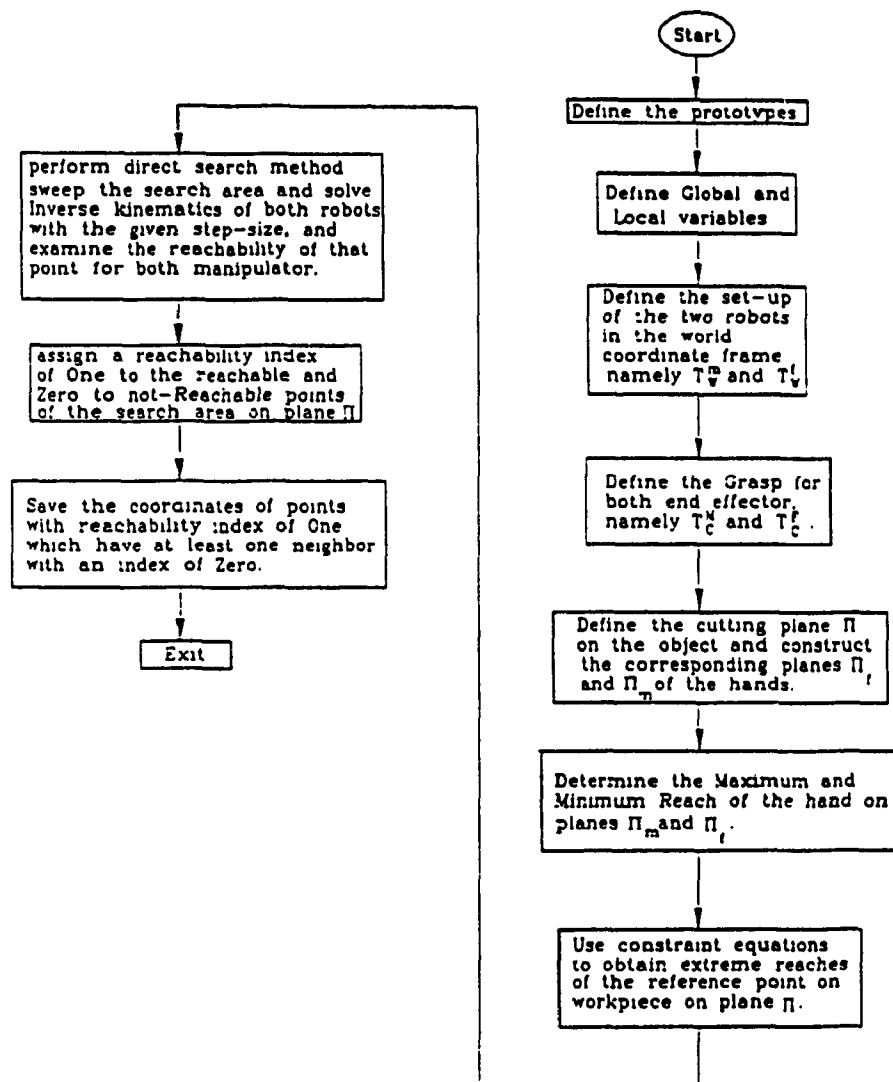 Start
Define the prototypes
Define Global and
Local variables
Define the set-up
of the two robots
in the world
coordinate frame
namely T and T
Define the Grasp for
both end effector,
namely T and T .
Define the cutting plane Π
on the object and construct
the corresponding planes Π_f
and Π_m of the hands.
Determine the Maximum and
Minimum Reach of the hand on
planes Π_m and Π_f.
Use constraint equations
to obtain extreme reaches
of the reference point on
workpiece on plane Π.
perform direct search method
sweep the search area and solve
Inverse kinematics of both robots
with the given step-size, and
examine the reachability of that
point for both manipulator.
assign a reachability index
of One to the reachable and
Zero to not-Reachable points
of the search area on plane Π
Save the coordinates of points
with reachability index of One
which have at least one neighbor
with an index of Zero.
Exit